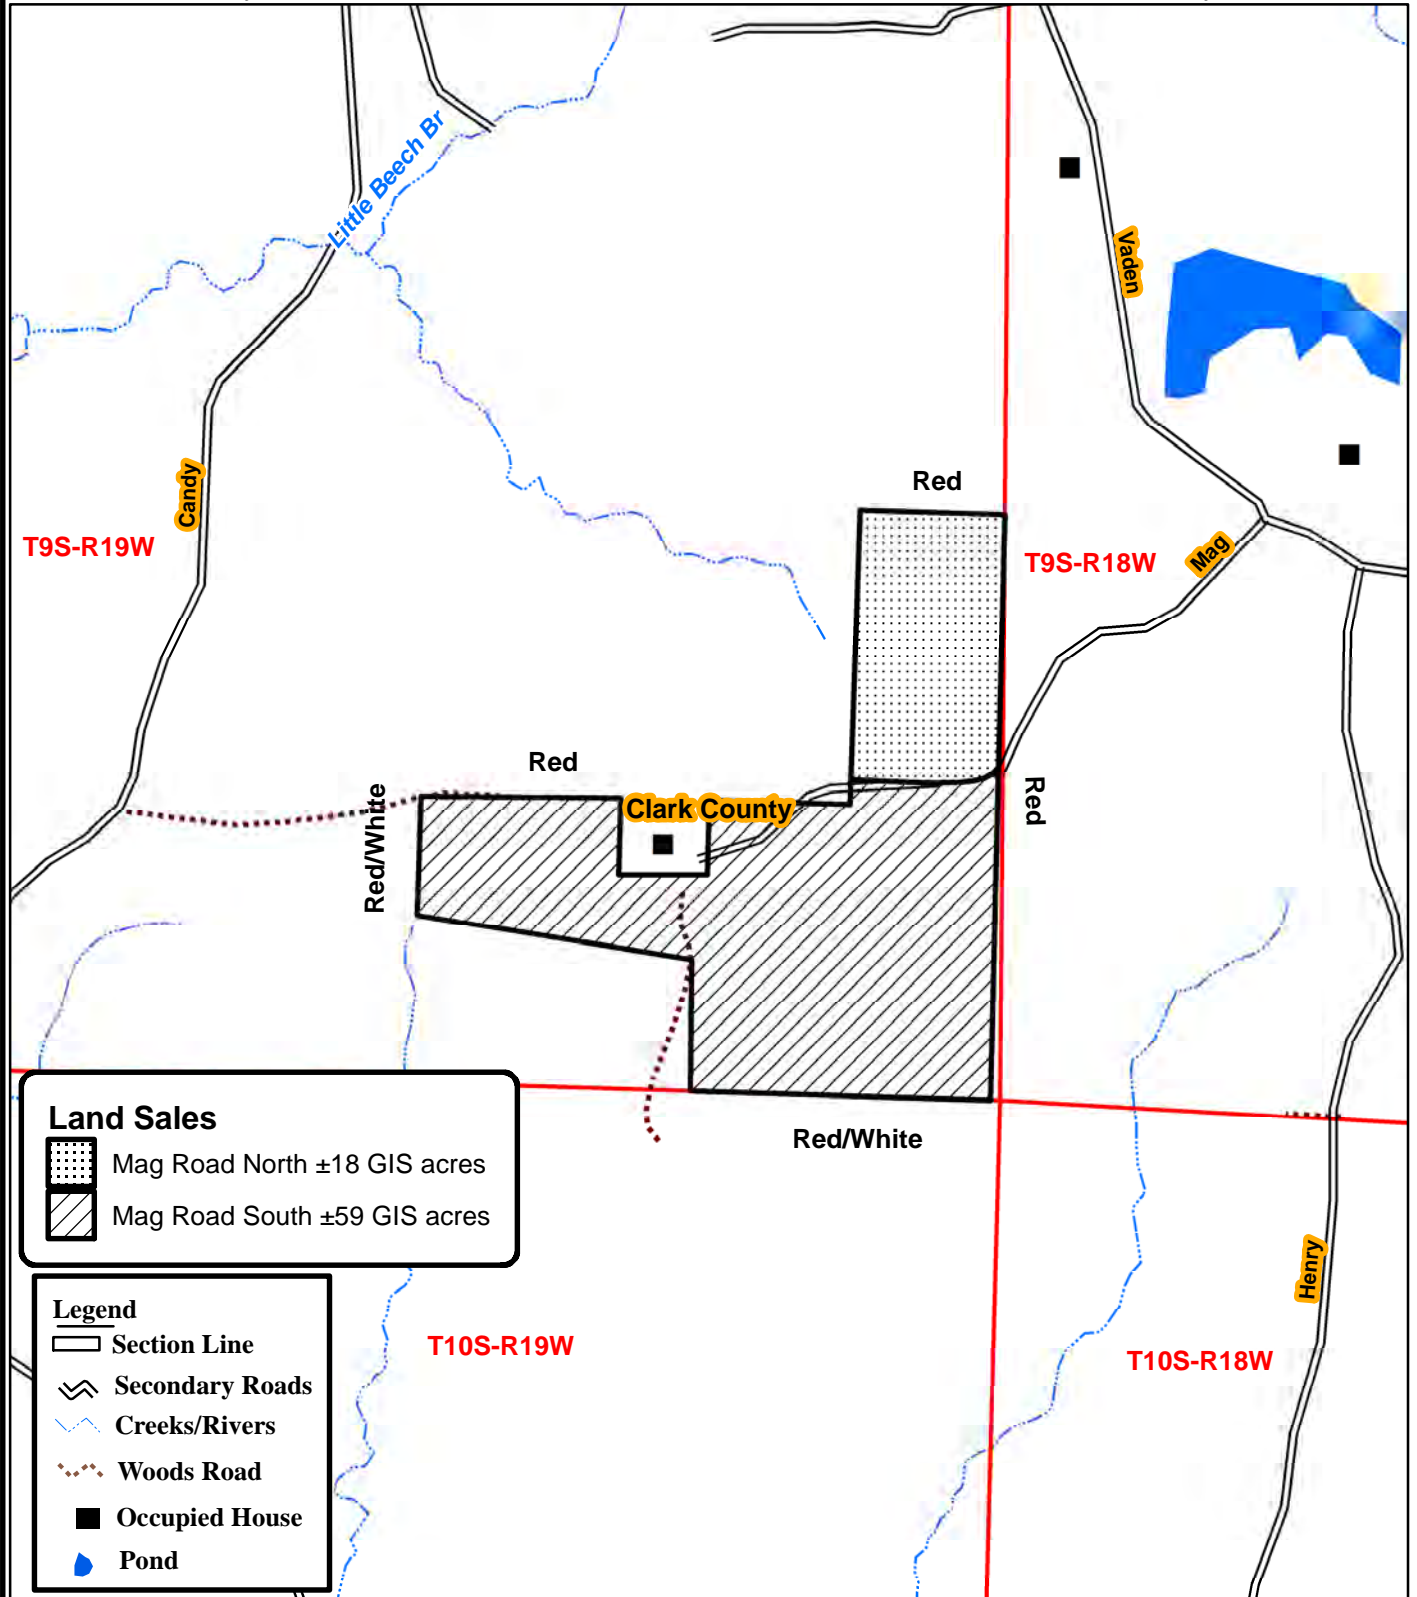 Little Beech Br
Vaden
Candy
Red
T9S-R19W
T9S-R18W
Mag
Red
Red/White
Clark County
Red
Red/White
Land Sales
Mag Road North ±18 GIS acres
Mag Road South ±59 GIS acres
Henry
Legend
Section Line
Secondary Roads
Creeks/Rivers
Woods Road
Occupied House
Pond
T10S-R19W
T10S-R18W